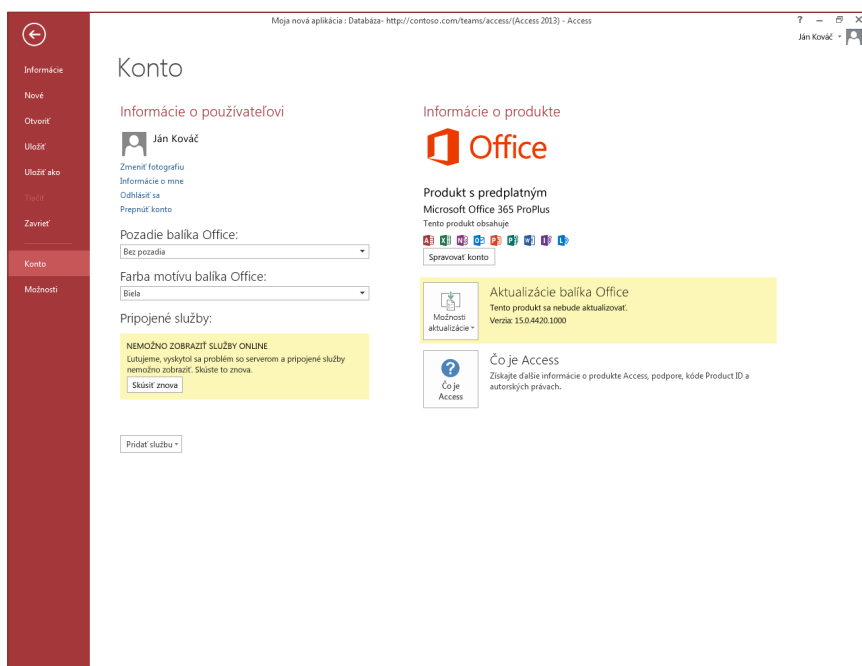 Moja nová aplikácia : Databáza- http://contoso.com/teams/access/(Access 2013) - Access
Ján Kováč
Informácie
Nové
Otvoriť
Uložiť
Uložiť ako
Tlačiť
Zavrieť
Konto
Možnosti
Konto
Informácie o používateľovi
Ján Kováč
Zmeniť fotografiu
Informácie o mne
Odhlásiť sa
Prepnúť konto
Pozadie balíka Office:
Bez pozadia
Farba motívu balíka Office:
Biela
Pripojené služby:
NEMOŽNO ZOBRAZIŤ SLUŽBY ONLINE
Ľutujeme, vyskytol sa problém so serverom a pripojené služby
nemožno zobraziť. Skúste to znova.
Skúsiť znova
Pridať službu
Informácie o produkte
Office
Produkt s predplatným
Microsoft Office 365 ProPlus
Tento produkt obsahuje
Spravovať konto
Možnosti
aktualizácie
Aktualizácie balíka Office
Tento produkt sa nebude aktualizovať.
Verzia: 15.0.4420.1000
Čo je
Access
Čo je Access
Získajte ďalšie informácie o produkte Access, podpore, kóde Product ID a
autorských právach.